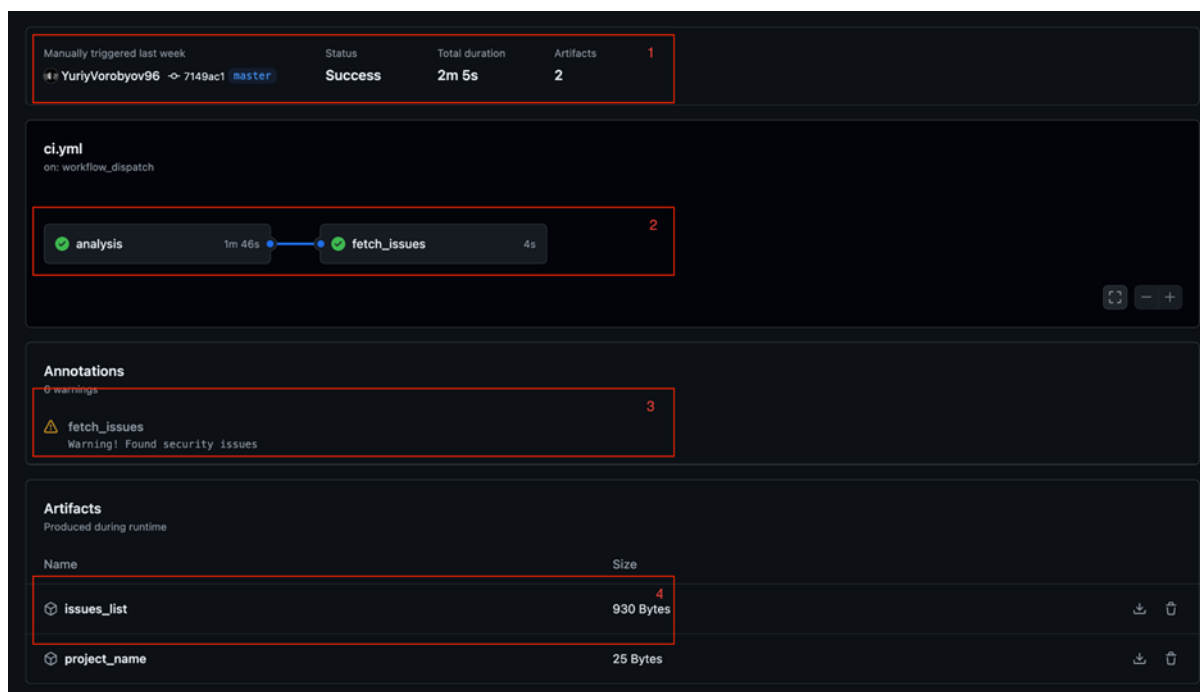 Manually triggered last week Status Total duration Artifacts 1
YuriyVorobyov96 7149ac1 master Success 2m 5s 2
ci.yml
on: workflow_dispatch
2
analysis 1m 46s fetch_issues 4s
Annotations
6 warnings
3
fetch_issues
Warning! Found security issues
Artifacts
Produced during runtime
Name Size
4
issues_list 930 Bytes
project_name 25 Bytes